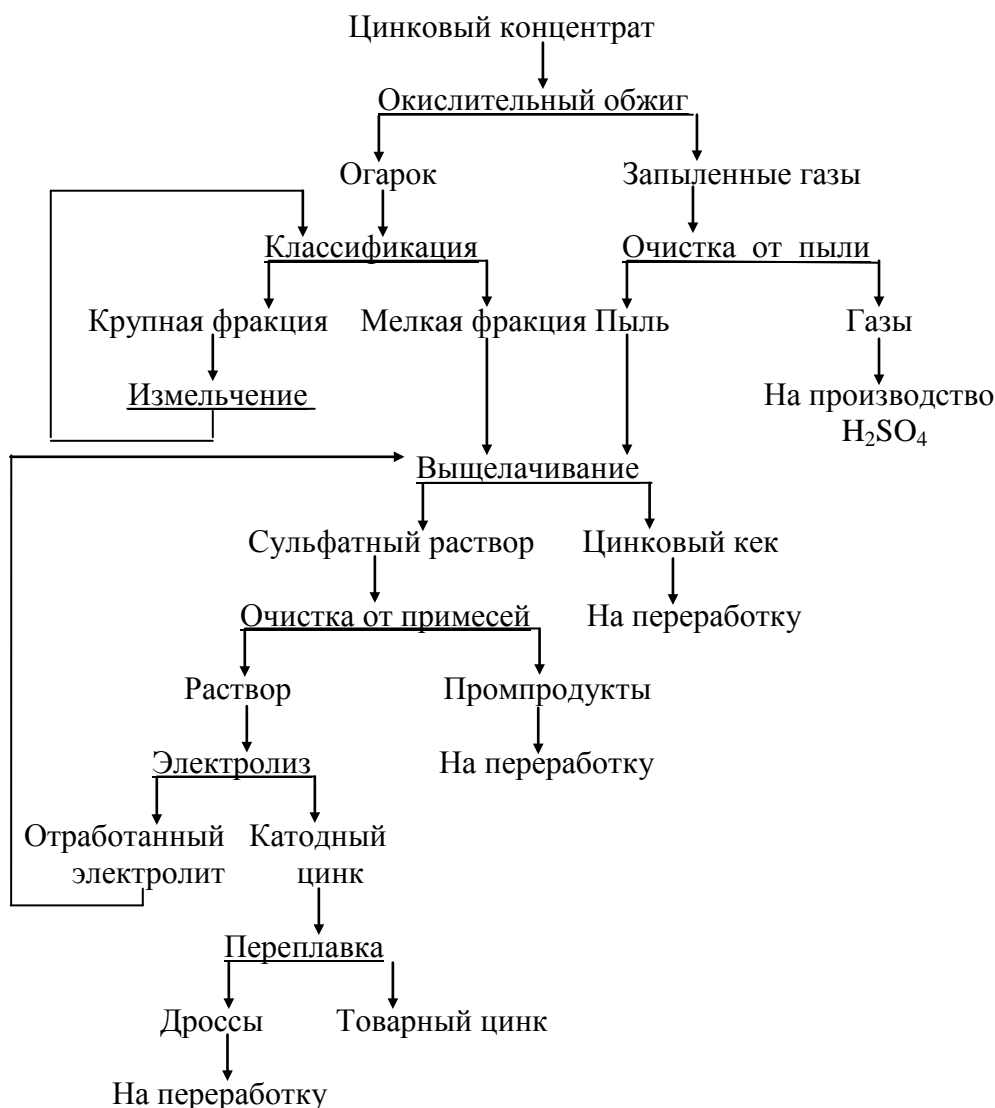 Цинковый концентрат
Окислительный обжиг
Огарок
Запыленные газы
Классификация
Очистка от пыли
Крупная фракция
Мелкая фракция
Пыль
Газы
Измельчение
На производство
H₂SO₄
Выщелачивание
Сульфатный раствор
Цинковый кек
Очистка от примесей
На переработку
Раствор
Промпродукты
Электролиз
На переработку
Отработанный
электролит
Катодный
цинк
Переплавка
Дроссы
Товарный цинк
На переработку